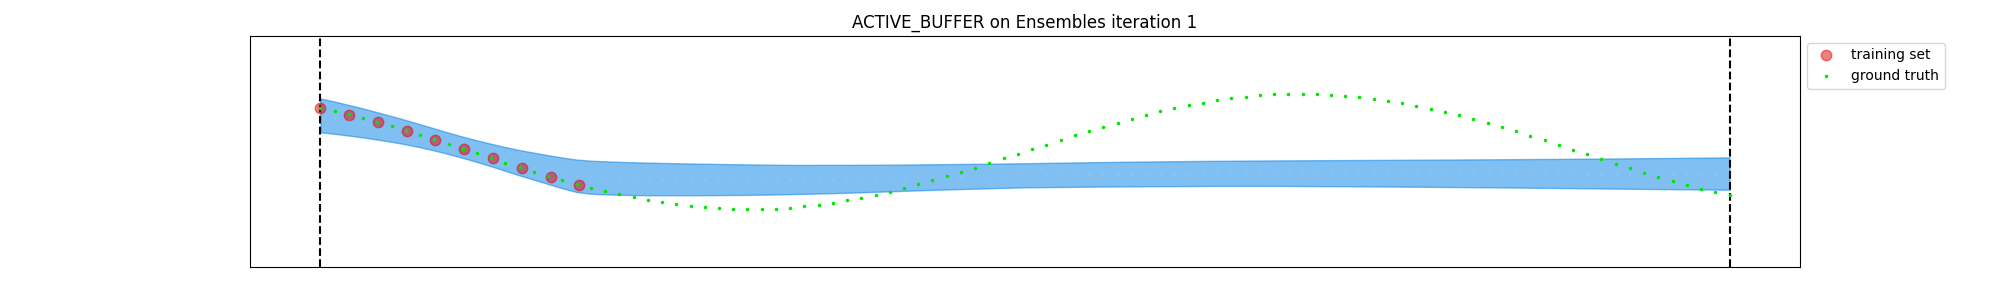 ACTIVE_BUFFER on Ensembles iteration 1
training set
ground truth